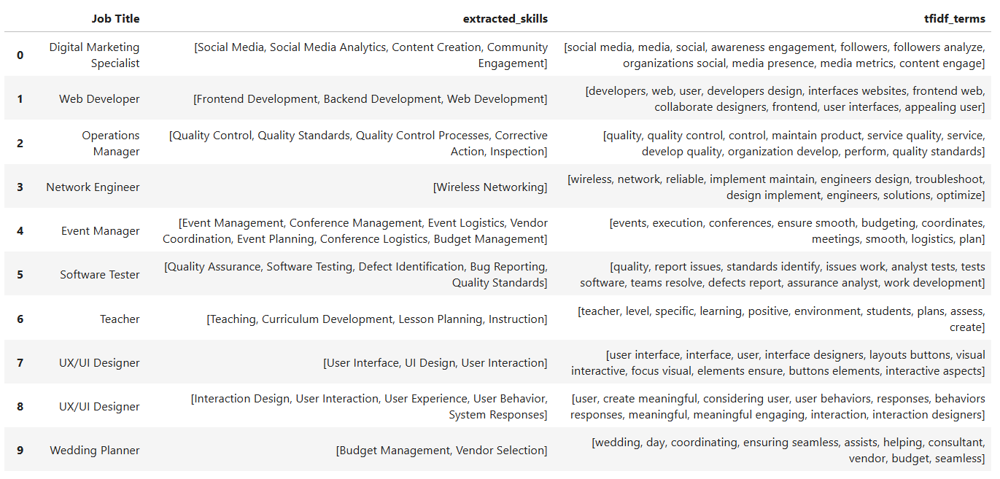 Job Title extracted_skills tfidf_terms
0 Digital Marketing Specialist [Social Media, Social Media Analytics, Content Creation, Community Engagement] [social media, media, social, awareness engagement, followers, followers analyze, organizations social, media presence, media metrics, content engage]
1 Web Developer [Frontend Development, Backend Development, Web Development] [developers, web, user, developers design, interfaces websites, frontend web, collaborate designers, frontend, user interfaces, appealing user]
2 Operations Manager [Quality Control, Quality Standards, Quality Control Processes, Corrective Action, Inspection] [quality, quality control, control, maintain product, service quality, service, develop quality, organization develop, perform, quality standards]
3 Network Engineer [Wireless Networking] [wireless, network, reliable, implement maintain, engineers design, troubleshoot, design implement, engineers, solutions, optimize]
4 Event Manager [Event Management, Conference Management, Event Logistics, Vendor Coordination, Event Planning, Conference Logistics, Budget Management] [events, execution, conferences, ensure smooth, budgeting, coordinates, meetings, smooth, logistics, plan]
5 Software Tester [Quality Assurance, Software Testing, Defect Identification, Bug Reporting, Quality Standards] [quality, report issues, standards identify, issues work, analyst tests, tests software, teams resolve, defects report, assurance analyst, work development]
6 Teacher [Teaching, Curriculum Development, Lesson Planning, Instruction] [teacher, level, specific, learning, positive, environment, students, plans, assess, create]
7 UX/UI Designer [User Interface, UI Design, User Interaction] [user interface, interface, user, interface designers, layouts buttons, visual interactive, focus visual, elements ensure, buttons elements, interactive aspects]
8 UX/UI Designer [Interaction Design, User Interaction, User Experience, User Behavior, System Responses] [user, create meaningful, considering user, user behaviors, responses, behaviors responses, meaningful, meaningful engaging, interaction, interaction designers]
9 Wedding Planner [Budget Management, Vendor Selection] [wedding, day, coordinating, ensuring seamless, assists, helping, consultant, vendor, budget, seamless]